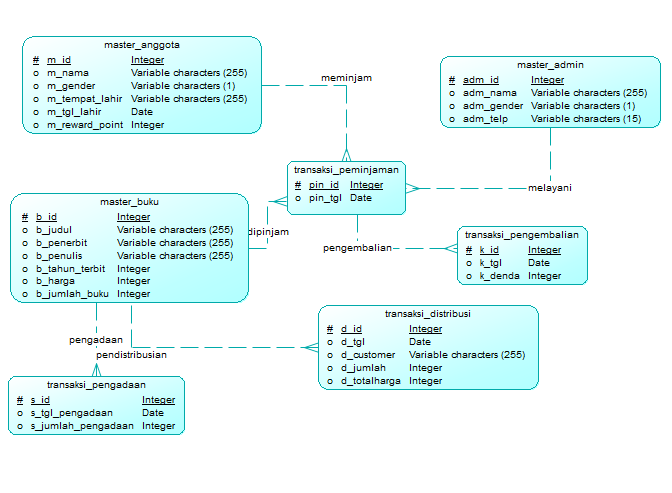 master_anggota
# m_id Integer
o m_nama Variable characters (255)
o m_gender Variable characters (1)
o m_tempat_lahir Variable characters (255)
o m_tgl_lahir Date
o m_reward_point Integer
meminjam
master_admin
# adm_id Integer
o adm_nama Variable characters (255)
o adm_gender Variable characters (1)
o adm_telp Variable characters (15)
transaksi_peminjaman
# pin_id Integer
o pin_tgl Date
melayani
master_buku
# b_id Integer
o b_judul Variable characters (255)
o b_penerbit Variable characters (255)
o b_penulis Variable characters (255)
o b_tahun_terbit Integer
o b_harga Integer
o b_jumlah_buku Integer
dipinjam
pengembalian
transaksi_pengembalian
# k_id Integer
o k_tgl Date
o k_denda Integer
transaksi_distribusi
# d_id Integer
o d_tgl Date
o d_customer Variable characters (255)
o d_jumlah Integer
o d_totalharga Integer
pengadaan
pendistribusian
transaksi_pengadaan
# s_id Integer
o s_tgl_pengadaan Date
o s_jumlah_pengadaan Integer